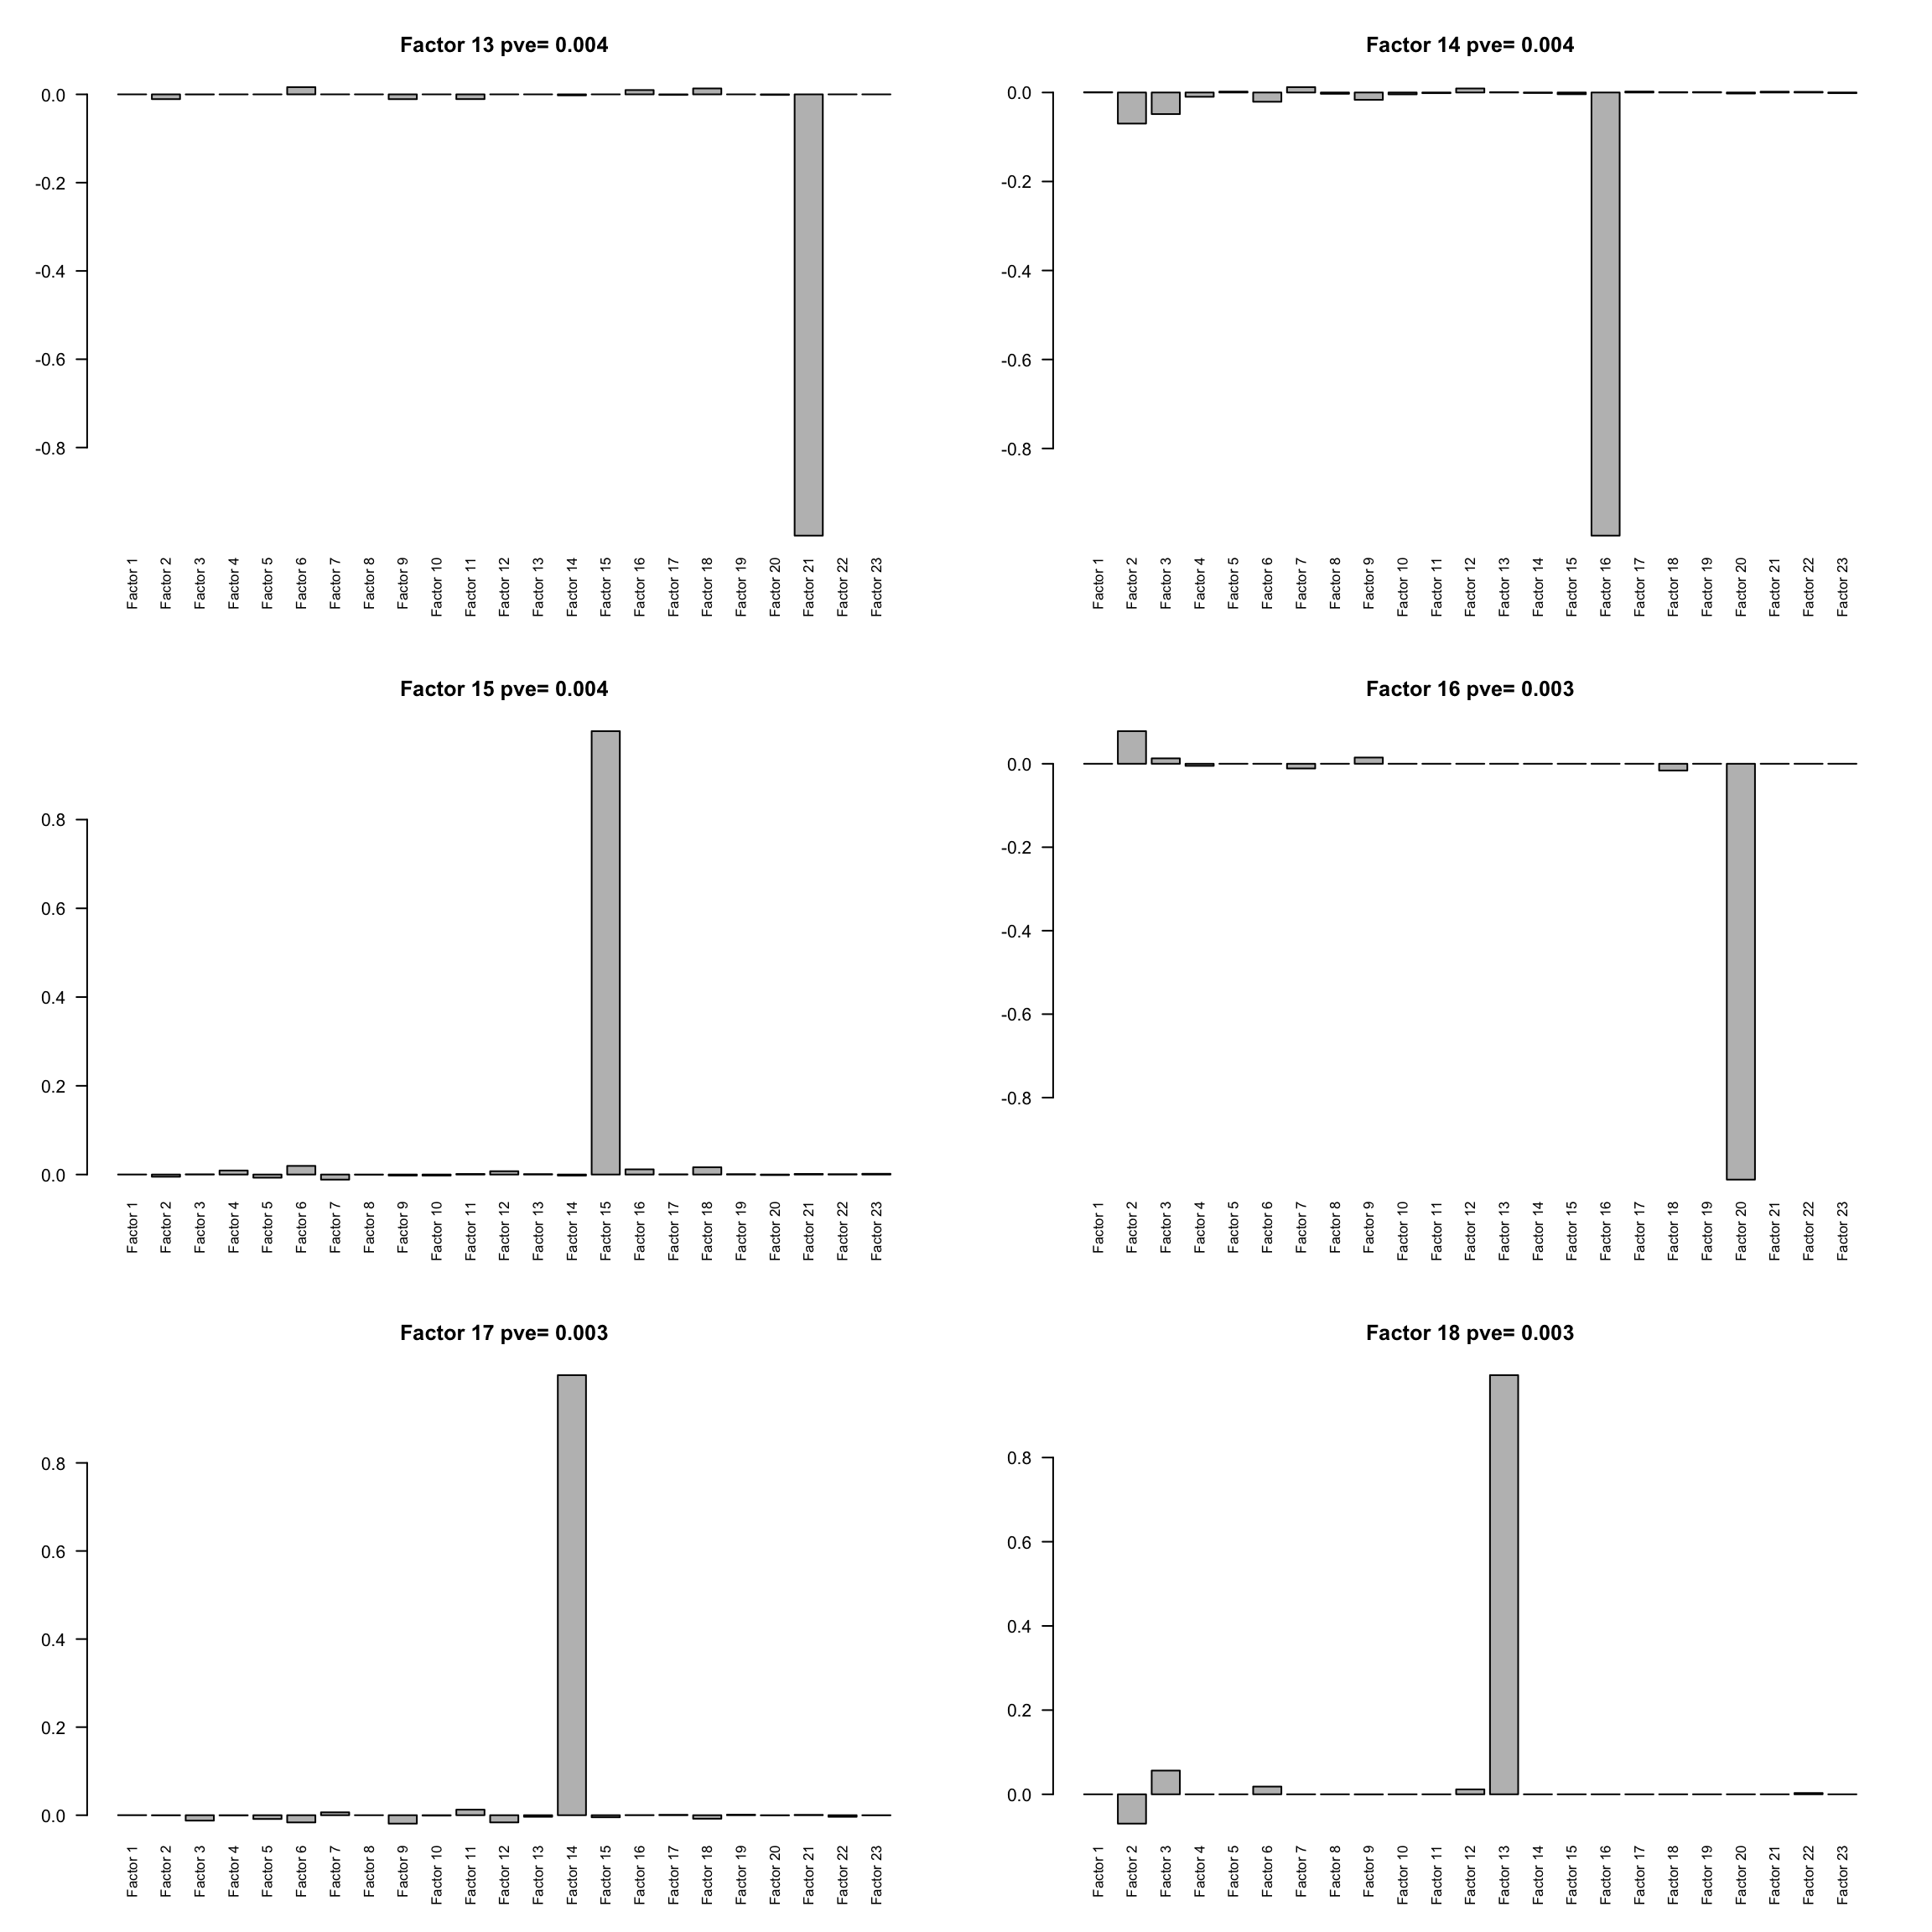 Factor 13 pve= 0.004
0.0
-0.2
-0.4
-0.6
-0.8
Factor 1
Factor 2
Factor 3
Factor 4
Factor 5
Factor 6
Factor 7
Factor 8
Factor 9
Factor 10
Factor 11
Factor 12
Factor 13
Factor 14
Factor 15
Factor 16
Factor 17
Factor 18
Factor 19
Factor 20
Factor 21
Factor 22
Factor 23
Factor 14 pve= 0.004
0.0
-0.2
-0.4
-0.6
-0.8
Factor 1
Factor 2
Factor 3
Factor 4
Factor 5
Factor 6
Factor 7
Factor 8
Factor 9
Factor 10
Factor 11
Factor 12
Factor 13
Factor 14
Factor 15
Factor 16
Factor 17
Factor 18
Factor 19
Factor 20
Factor 21
Factor 22
Factor 23
Factor 15 pve= 0.004
0.8
0.6
0.4
0.2
0.0
Factor 1
Factor 2
Factor 3
Factor 4
Factor 5
Factor 6
Factor 7
Factor 8
Factor 9
Factor 10
Factor 11
Factor 12
Factor 13
Factor 14
Factor 15
Factor 16
Factor 17
Factor 18
Factor 19
Factor 20
Factor 21
Factor 22
Factor 23
Factor 16 pve= 0.003
0.0
-0.2
-0.4
-0.6
-0.8
Factor 1
Factor 2
Factor 3
Factor 4
Factor 5
Factor 6
Factor 7
Factor 8
Factor 9
Factor 10
Factor 11
Factor 12
Factor 13
Factor 14
Factor 15
Factor 16
Factor 17
Factor 18
Factor 19
Factor 20
Factor 21
Factor 22
Factor 23
Factor 17 pve= 0.003
0.8
0.6
0.4
0.2
0.0
Factor 1
Factor 2
Factor 3
Factor 4
Factor 5
Factor 6
Factor 7
Factor 8
Factor 9
Factor 10
Factor 11
Factor 12
Factor 13
Factor 14
Factor 15
Factor 16
Factor 17
Factor 18
Factor 19
Factor 20
Factor 21
Factor 22
Factor 23
Factor 18 pve= 0.003
0.8
0.6
0.4
0.2
0.0
Factor 1
Factor 2
Factor 3
Factor 4
Factor 5
Factor 6
Factor 7
Factor 8
Factor 9
Factor 10
Factor 11
Factor 12
Factor 13
Factor 14
Factor 15
Factor 16
Factor 17
Factor 18
Factor 19
Factor 20
Factor 21
Factor 22
Factor 23